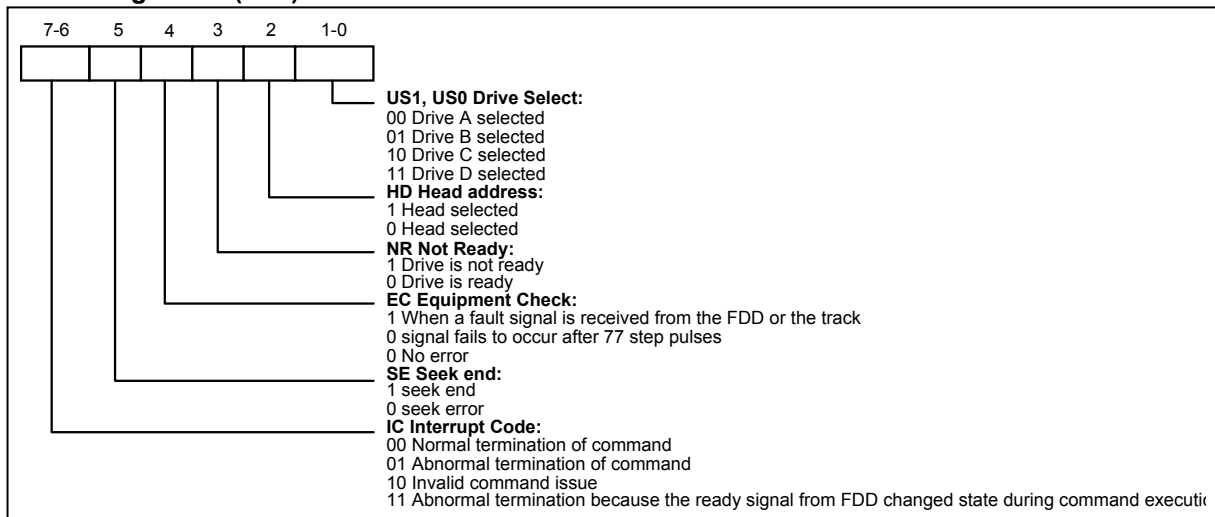 7-6 5 4 3 2 1-0
US1, US0 Drive Select:
00 Drive A selected
01 Drive B selected
10 Drive C selected
11 Drive D selected
HD Head address:
1 Head selected
0 Head selected
NR Not Ready:
1 Drive is not ready
0 Drive is ready
EC Equipment Check:
1 When a fault signal is received from the FDD or the track
0 signal fails to occur after 77 step pulses
0 No error
SE Seek end:
1 seek end
0 seek error
IC Interrupt Code:
00 Normal termination of command
01 Abnormal termination of command
10 Invalid command issue
11 Abnormal termination because the ready signal from FDD changed state during command